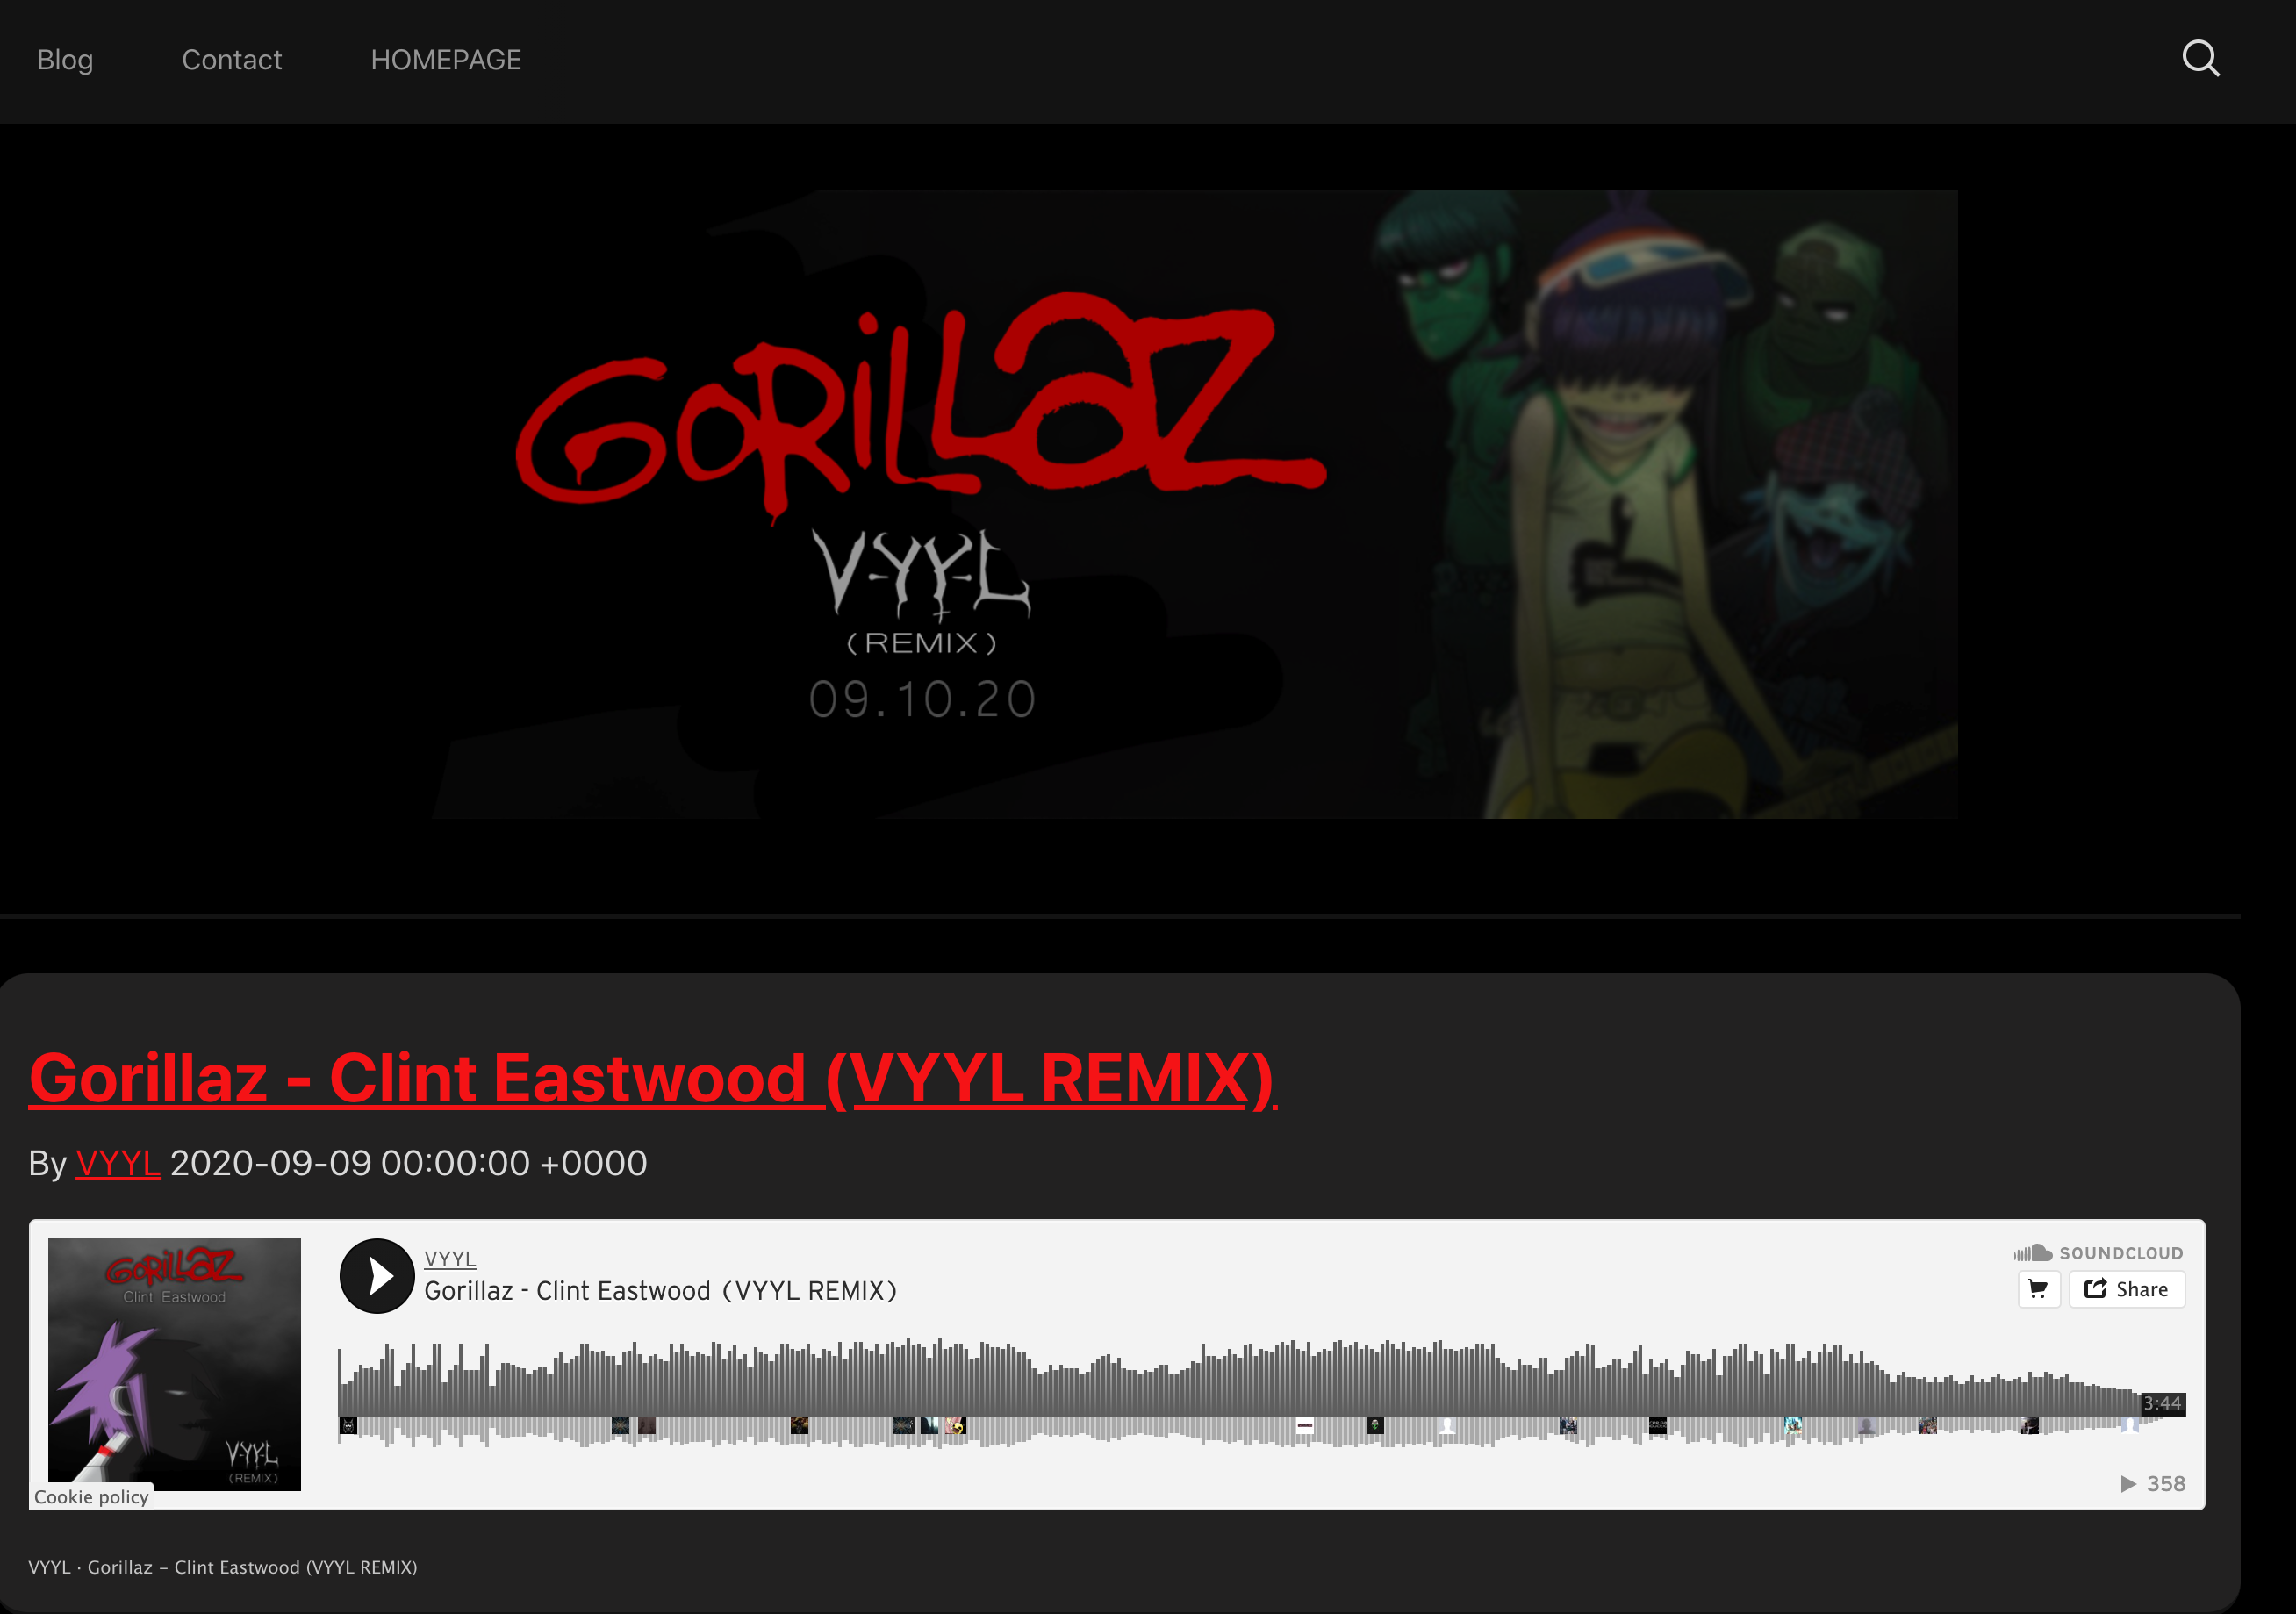 Blog Contact HOMEPAGE
GORiLLaZ
VYYL
(REMIX)
09.10.20
Gorillaz - Clint Eastwood (VYYL REMIX)
By VYYL 2020-09-09 00:00:00 +0000
GORiLLaZ
Clint Eastwood
VYYL
(REMIX)
Cookie policy
VYYL
Gorillaz - Clint Eastwood (VYYL REMIX)
SOUNDCLOUD
Share
3:44
358
VYYL · Gorillaz – Clint Eastwood (VYYL REMIX)